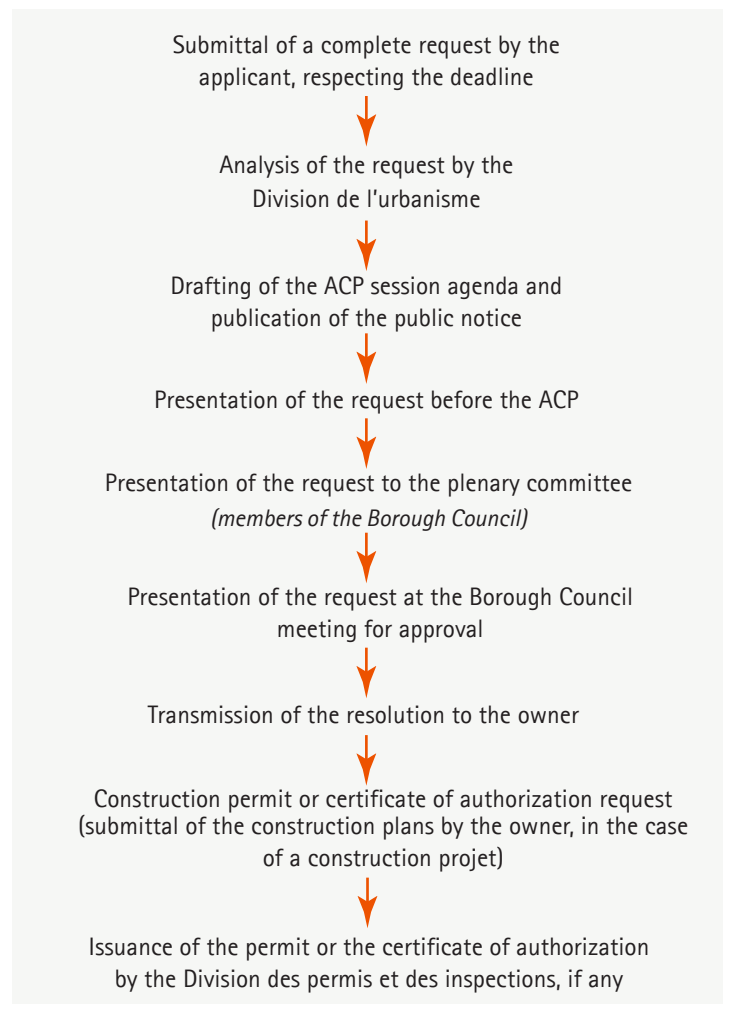 Submittal of a complete request by the
applicant, respecting the deadline
Analysis of the request by the
Division de l'urbanisme
Drafting of the ACP session agenda and
publication of the public notice
Presentation of the request before the ACP
Presentation of the request to the plenary committee
(members of the Borough Council)
Presentation of the request at the Borough Council
meeting for approval
Transmission of the resolution to the owner
Construction permit or certificate of authorization request
(submittal of the construction plans by the owner, in the case
of a construction projet)
Issuance of the permit or the certificate of authorization
by the Division des permis et des inspections, if any